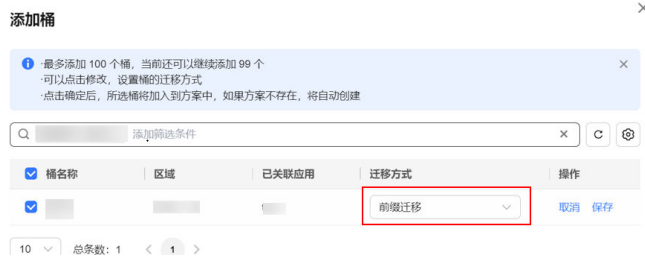 添加桶
·最多添加 100 个桶，当前还可以继续添加 99 个
·可以点击修改，设置桶的迁移方式
·点击确定后，所选桶将加入到方案中，如果方案不存在，将自动创建
添加筛选条件
桶名称 区域 已关联应用 迁移方式 操作
前缀迁移 取消 保存
10 总条数：1 1